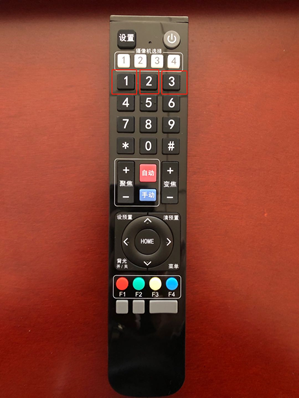 设置
摄像机选择
1 2 3 4
1 2 3
4 5 6
7 8 9
* 0 #
+ 自动 +
聚焦 变焦
- 手动 -
设预置 清预置
HOME
背光 菜单
开/关
F1 F2 F3 F4